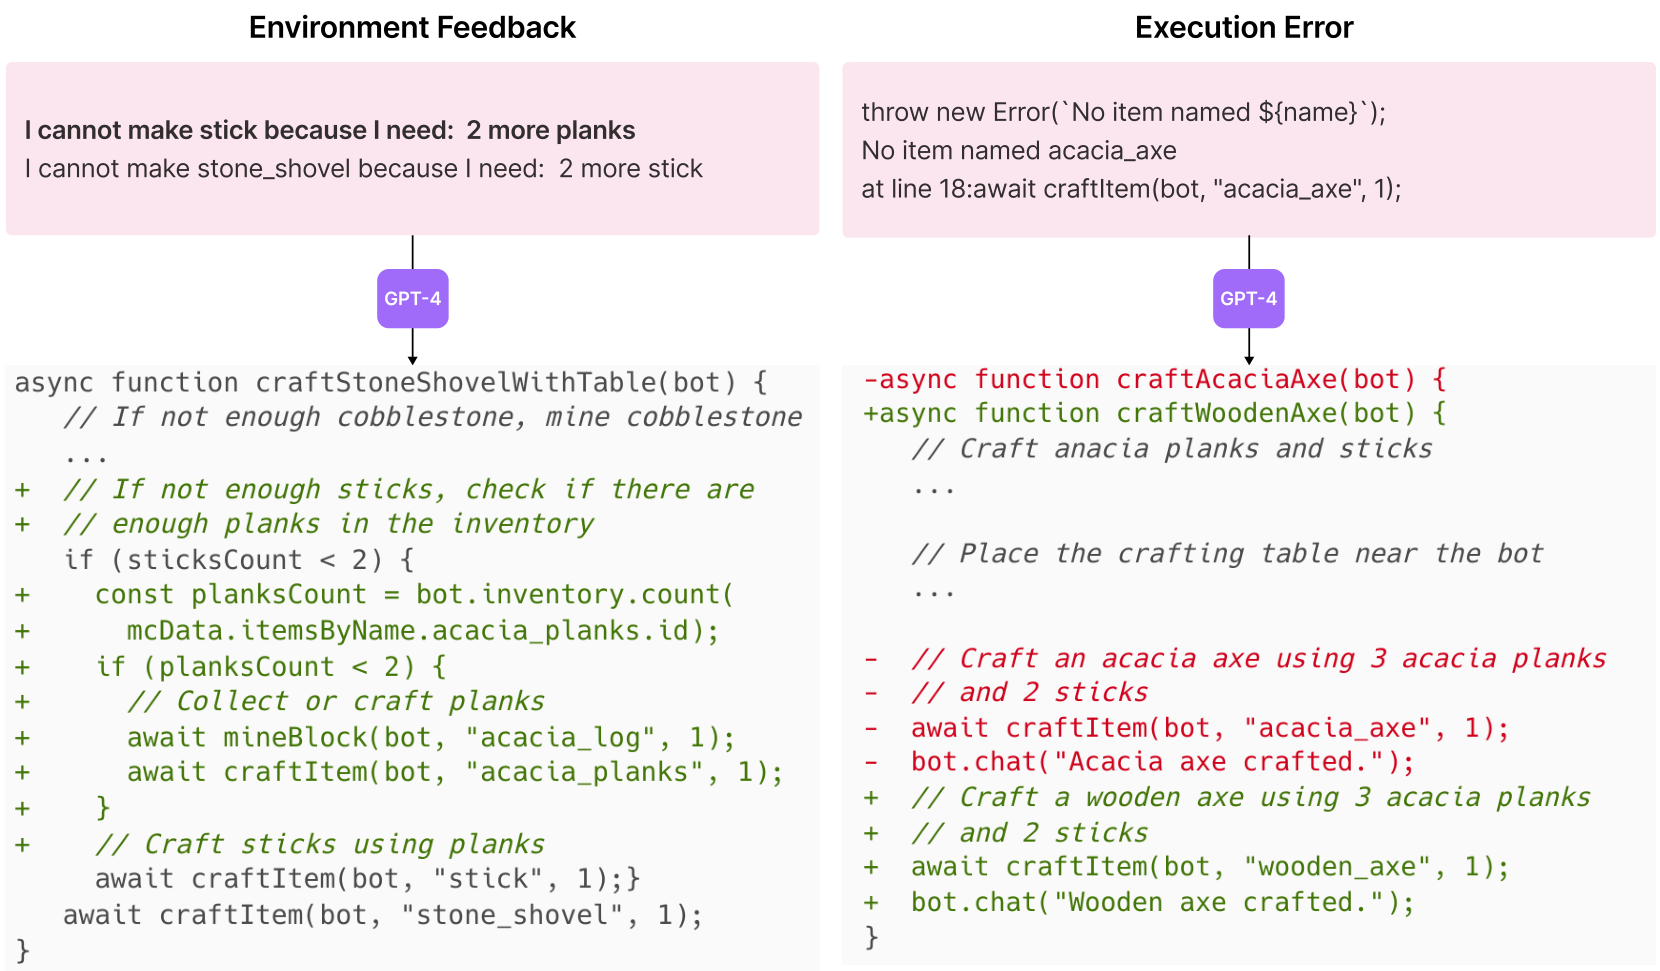 Environment Feedback
I cannot make stick because I need:  2 more planks
I cannot make stone_shovel because I need:  2 more stick
GPT-4
async function craftStoneShovelWithTable(bot) {
   // If not enough cobblestone, mine cobblestone
   ...
+  // If not enough sticks, check if there are
+  // enough planks in the inventory
   if (sticksCount < 2) {
+    const planksCount = bot.inventory.count(
+      mcData.itemsByName.acacia_planks.id);
+    if (planksCount < 2) {
+      // Collect or craft planks
+      await mineBlock(bot, "acacia_log", 1);
+      await craftItem(bot, "acacia_planks", 1);
+    }
+    // Craft sticks using planks
     await craftItem(bot, "stick", 1);}
   await craftItem(bot, "stone_shovel", 1);
}
Execution Error
throw new Error(`No item named ${name}`);
No item named acacia_axe
at line 18:await craftItem(bot, "acacia_axe", 1);
GPT-4
-async function craftAcaciaAxe(bot) {
+async function craftWoodenAxe(bot) {
   // Craft anacia planks and sticks
   ...
   // Place the crafting table near the bot
   ...
-  // Craft an acacia axe using 3 acacia planks
-  // and 2 sticks
-  await craftItem(bot, "acacia_axe", 1);
-  bot.chat("Acacia axe crafted.");
+  // Craft a wooden axe using 3 acacia planks
+  // and 2 sticks
+  await craftItem(bot, "wooden_axe", 1);
+  bot.chat("Wooden axe crafted.");
}